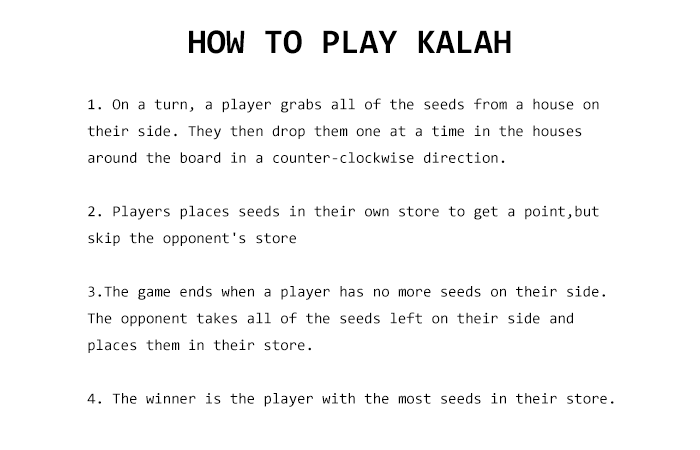 HOW TO PLAY KALAH
1. On a turn, a player grabs all of the seeds from a house on
their side. They then drop them one at a time in the houses
around the board in a counter-clockwise direction.
2. Players places seeds in their own store to get a point,but
skip the opponent's store
3.The game ends when a player has no more seeds on their side.
The opponent takes all of the seeds left on their side and
places them in their store.
4. The winner is the player with the most seeds in their store.